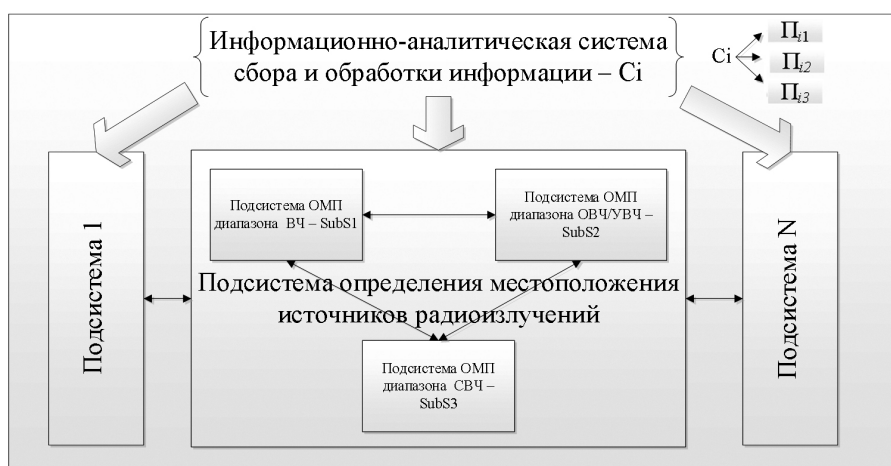 Информационно-аналитическая система
сбора и обработки информации – Ci
Ci
Пi1
Пi2
Пi3
Подсистема 1
Подсистема ОМП
диапазона ВЧ – SubS1
Подсистема ОМП
диапазона ОВЧ/УВЧ –
SubS2
Подсистема определения местоположения
источников радиоизлучений
Подсистема ОМП
диапазона СВЧ –
SubS3
Подсистема N